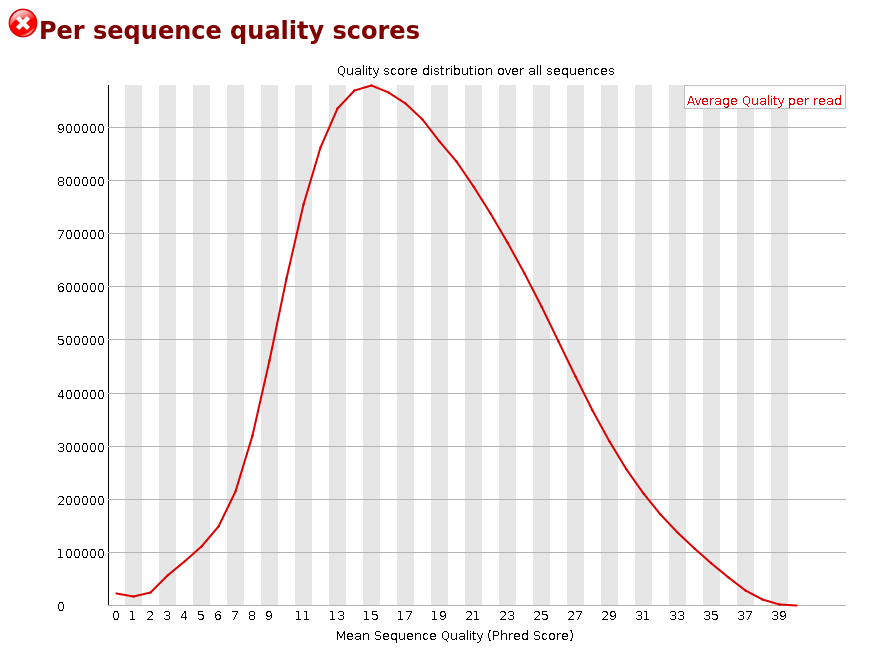 Per sequence quality scores
Quality score distribution over all sequences
Average Quality per read
900000
800000
700000
600000
500000
400000
300000
200000
100000
0
0 1 2 3 4 5 6 7 8 9 11 13 15 17 19 21 23 25 27 29 31 33 35 37 39
Mean Sequence Quality (Phred Score)